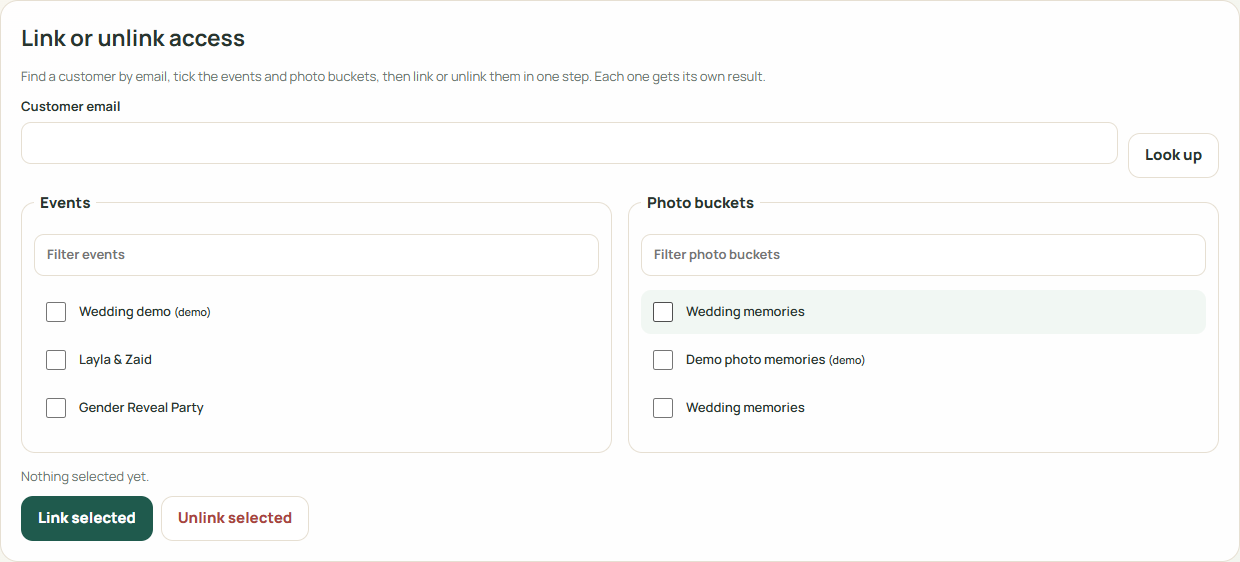 Link or unlink access
Find a customer by email, tick the events and photo buckets, then link or unlink them in one step. Each one gets its own result.
Customer email
Look up
Events
Filter events
Wedding demo (demo)
Layla & Zaid
Gender Reveal Party
Photo buckets
Filter photo buckets
Wedding memories
Demo photo memories (demo)
Wedding memories
Nothing selected yet.
Link selected
Unlink selected